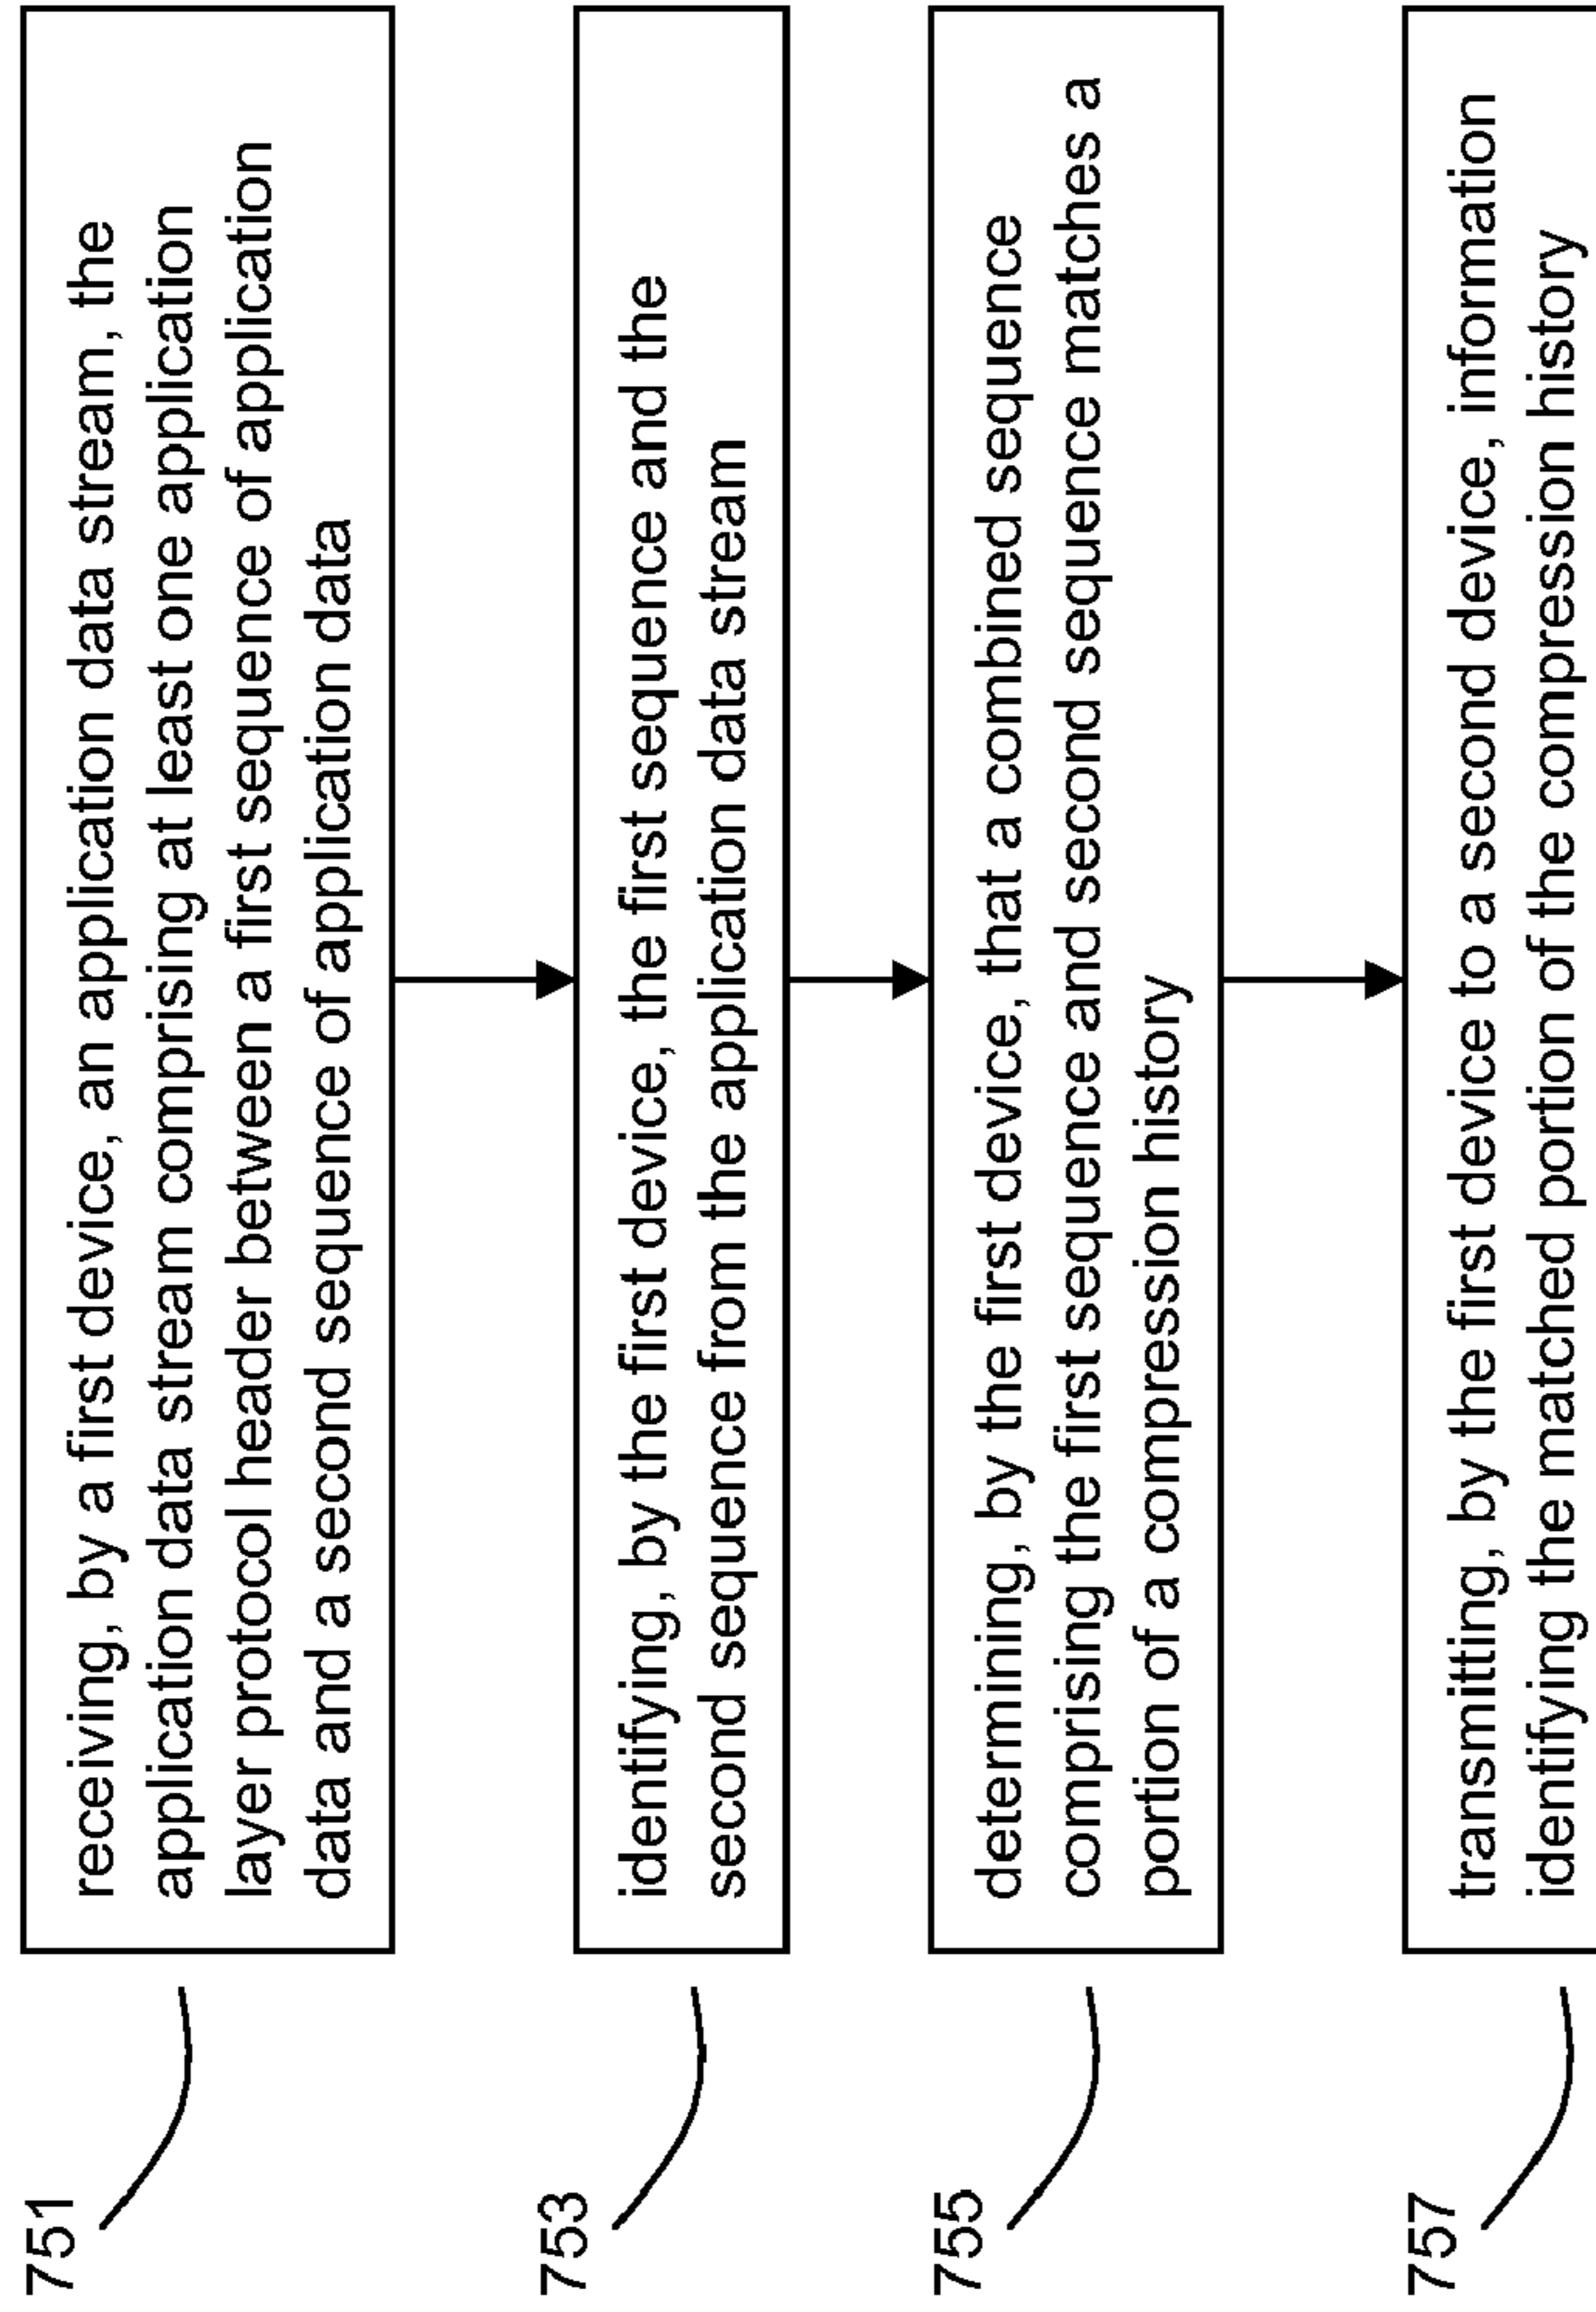 751
receiving, by a first device, an application data stream, the
application data stream comprising at least one application
layer protocol header between a first sequence of application
data and a second sequence of application data
753
identifying, by the first device, the first sequence and the
second sequence from the application data stream
755
determining, by the first device, that a combined sequence
comprising the first sequence and second sequence matches a
portion of a compression history
757
transmitting, by the first device to a second device, information
identifying the matched portion of the compression history